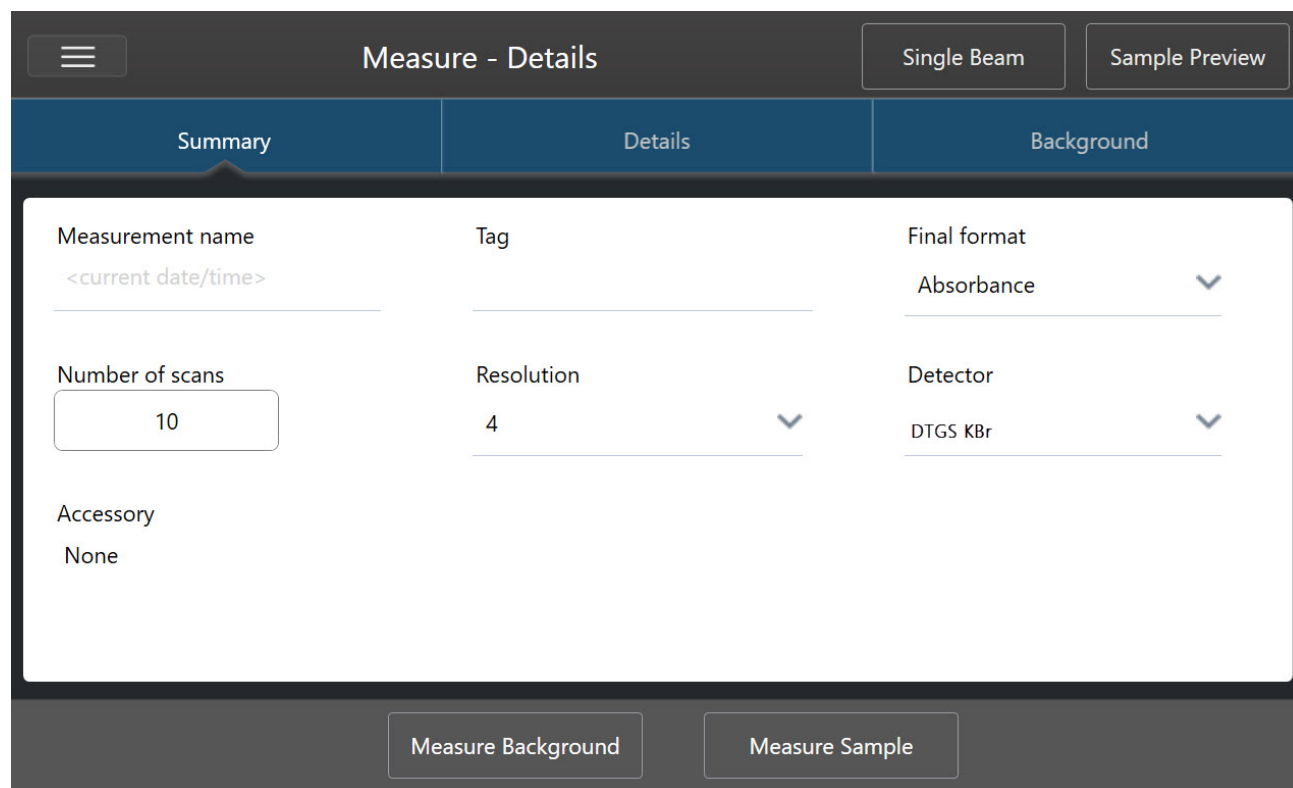 Measure - Details
Single Beam
Sample Preview
Summary
Details
Background
Measurement name
Tag
Final format
<current date/time>
Absorbance
Number of scans
Resolution
Detector
10
4
DTGS KBr
Accessory
None
Measure Background
Measure Sample